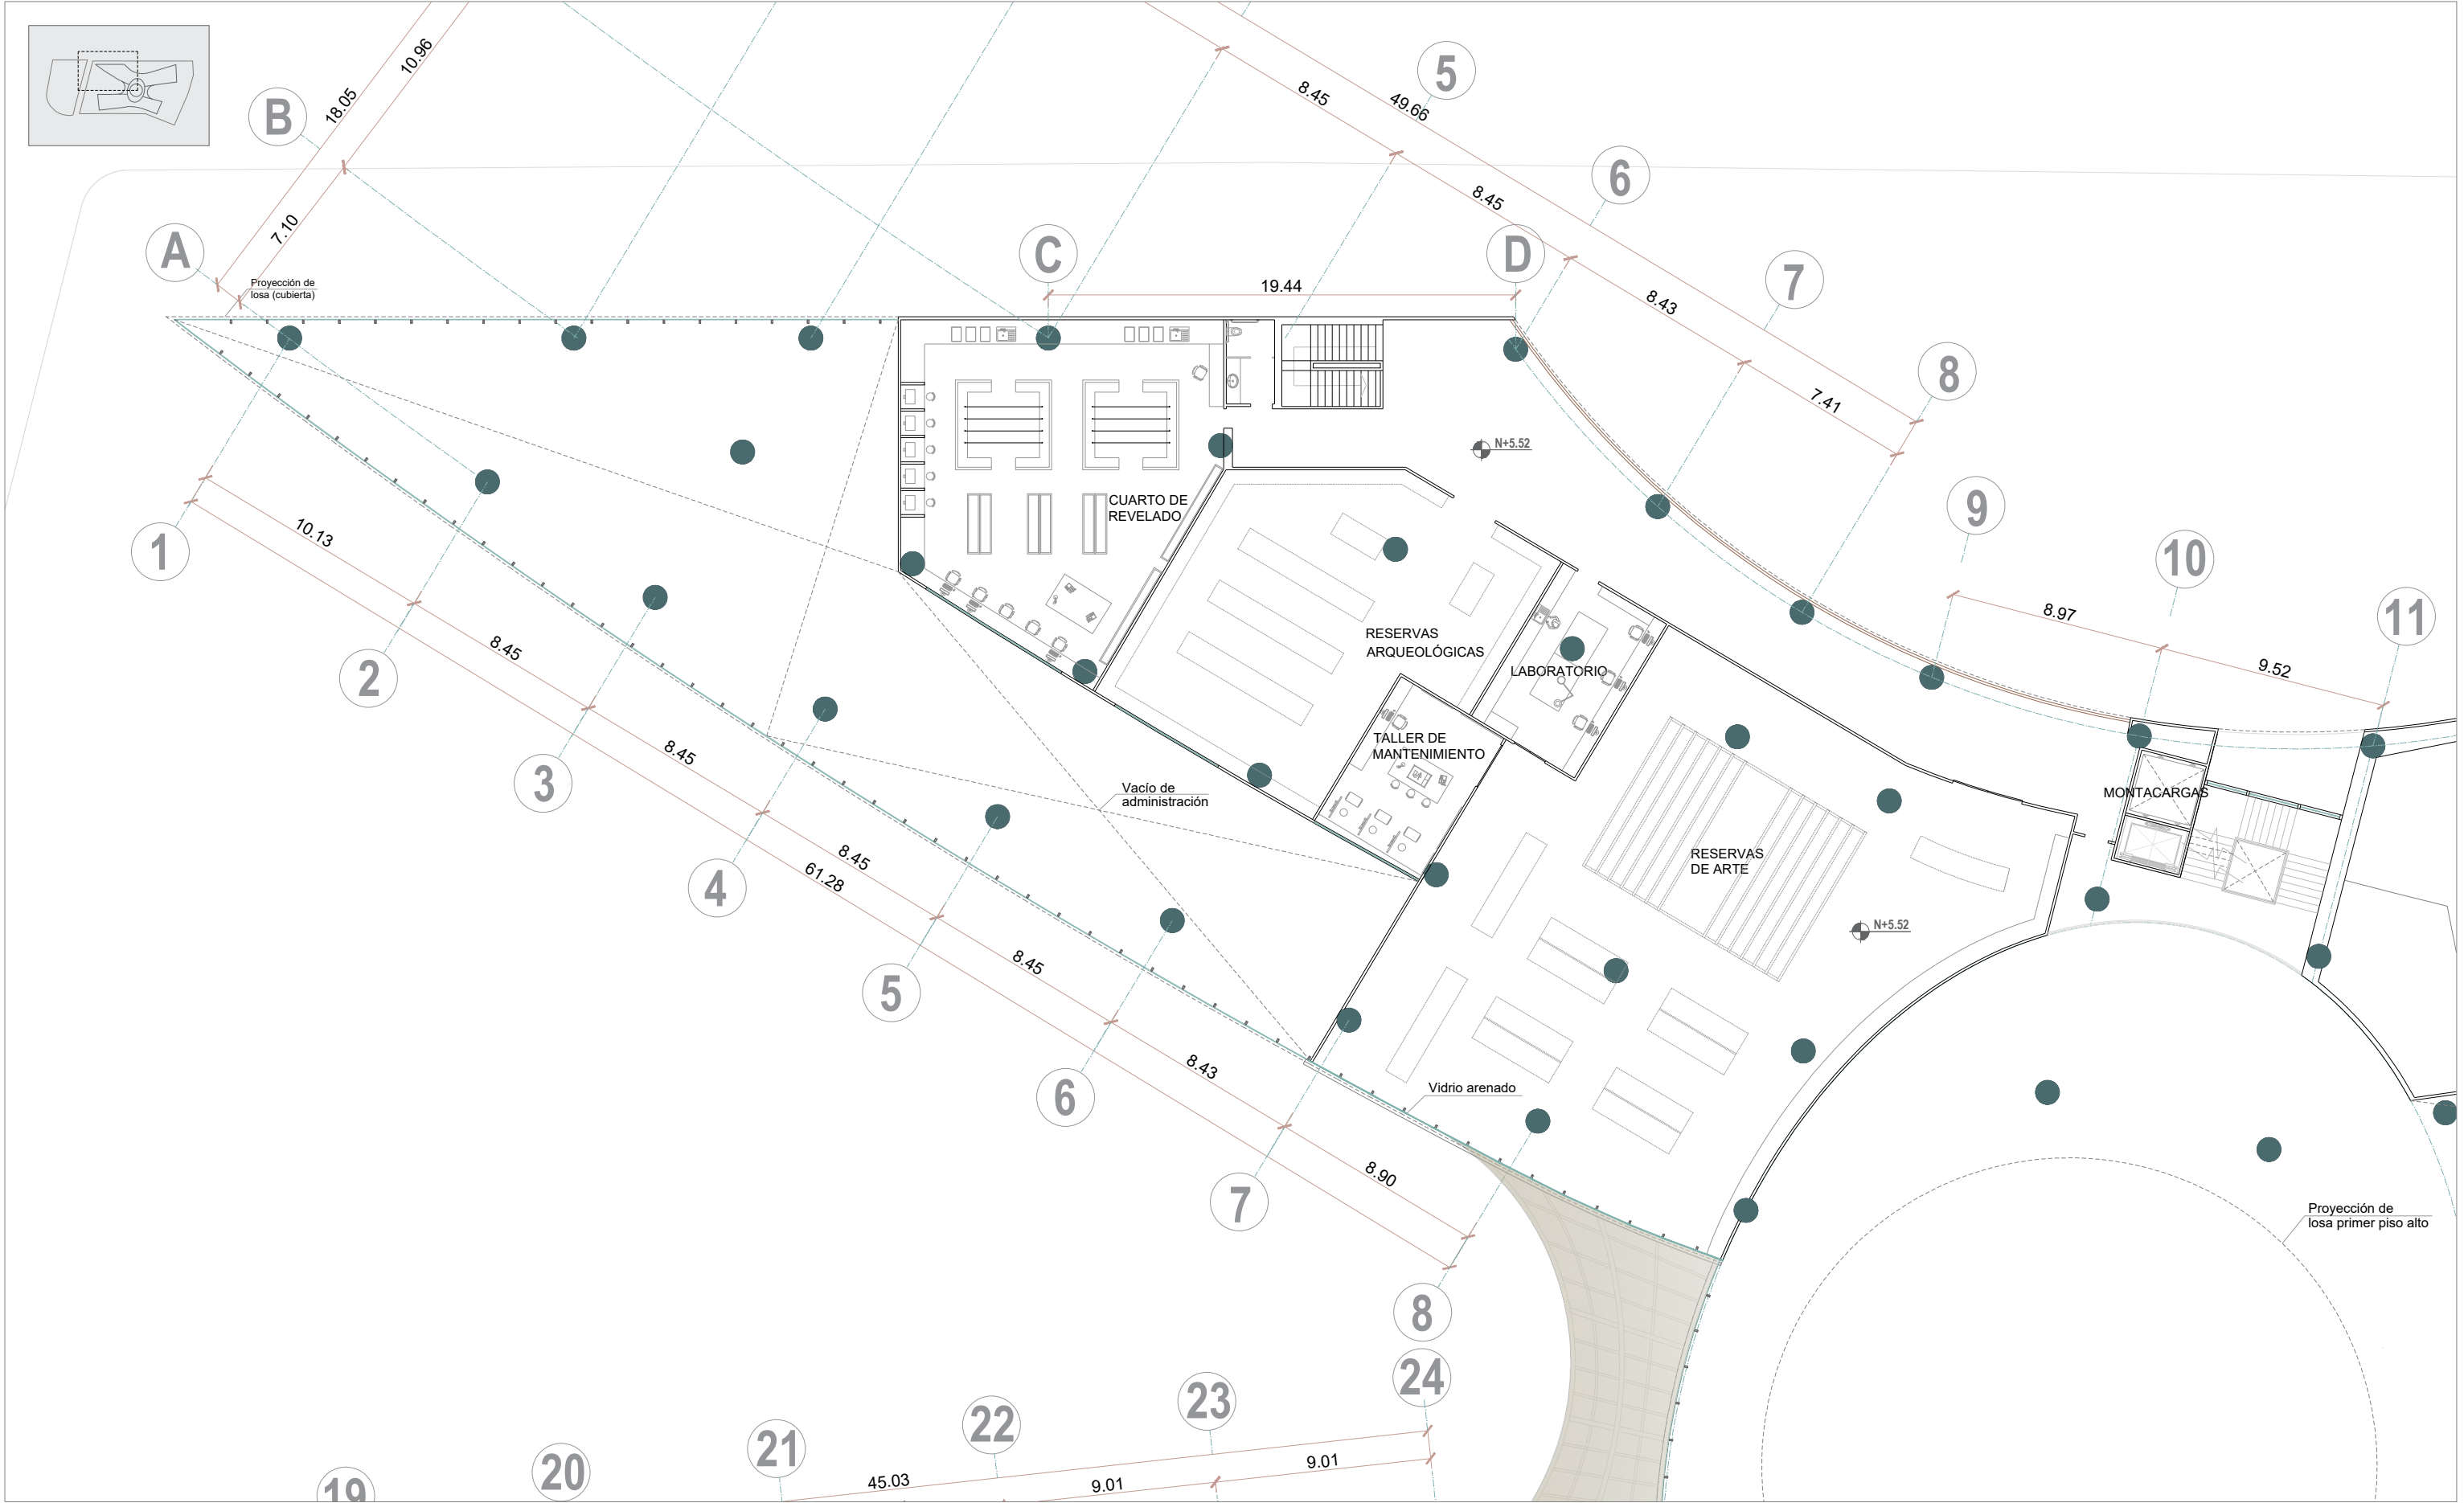 10.96
18.05
B
7.10
A
Proyección de
losa (cubierta)
5
8.45
49.66
6
8.45
C
D
19.44
7
8.43
8
7.41
N+5.52
9
10
11
8.97
9.52
CUARTO DE
REVELADO
RESERVAS
ARQUEOLÓGICAS
LABORATORIO
TALLER DE
MANTENIMIENTO
MONTACARGAS
Vacío de
administración
RESERVAS
DE ARTE
N+5.52
1
10.13
2
8.45
3
8.45
4
8.45
61.28
5
8.45
6
8.43
7
8.90
8
Vidrio arenado
Proyección de
losa primer piso alto
24
23
22
21
20
19
45.03
9.01
9.01